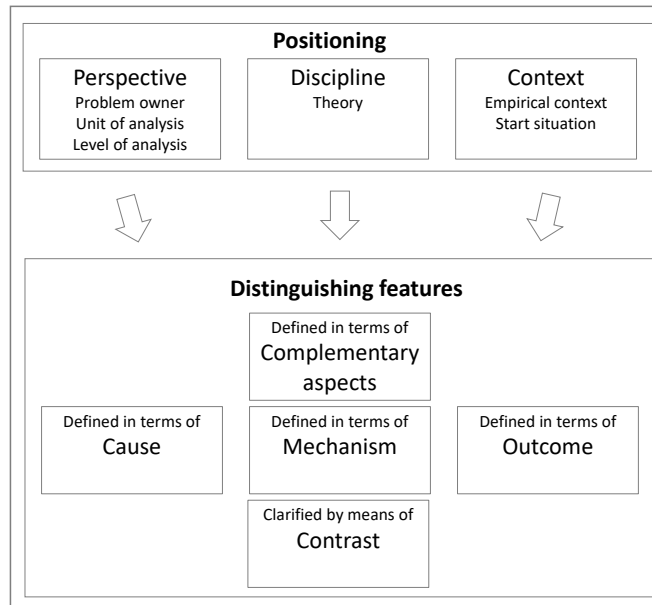 Positioning
Perspective
Problem owner
Unit of analysis
Level of analysis
Discipline
Theory
Context
Empirical context
Start situation
Distinguishing features
Defined in terms of
Complementary
aspects
Defined in terms of
Cause
Defined in terms of
Mechanism
Defined in terms of
Outcome
Clarified by means of
Contrast